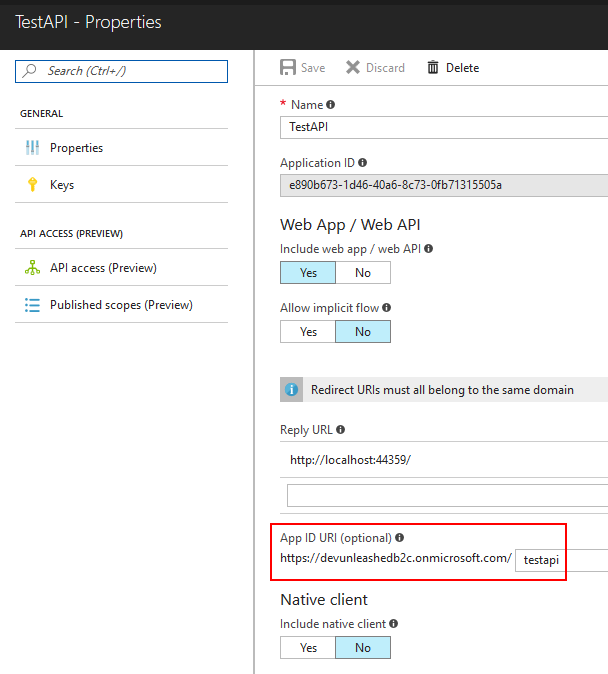 TestAPI - Properties
Search (Ctrl+/)
GENERAL
Properties
Keys
API ACCESS (PREVIEW)
API access (Preview)
Published scopes (Preview)
Save Discard Delete
* Name
TestAPI
Application ID
e890b673-1d46-40a6-8c73-0fb71315505a
Web App / Web API
Include web app / web API
Yes No
Allow implicit flow
Yes No
Redirect URIs must all belong to the same domain
Reply URL
http://localhost:44359/
App ID URI (optional)
https://devunleashedb2c.onmicrosoft.com/ testapi
Native client
Include native client
Yes No